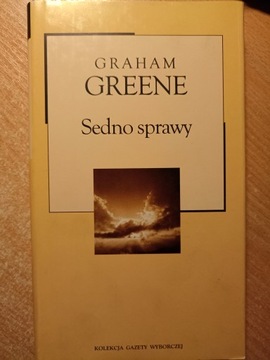 GRAHAM
GREENE
Sedno sprawy
KOLEKCJA GAZETY WYBORCZEJ